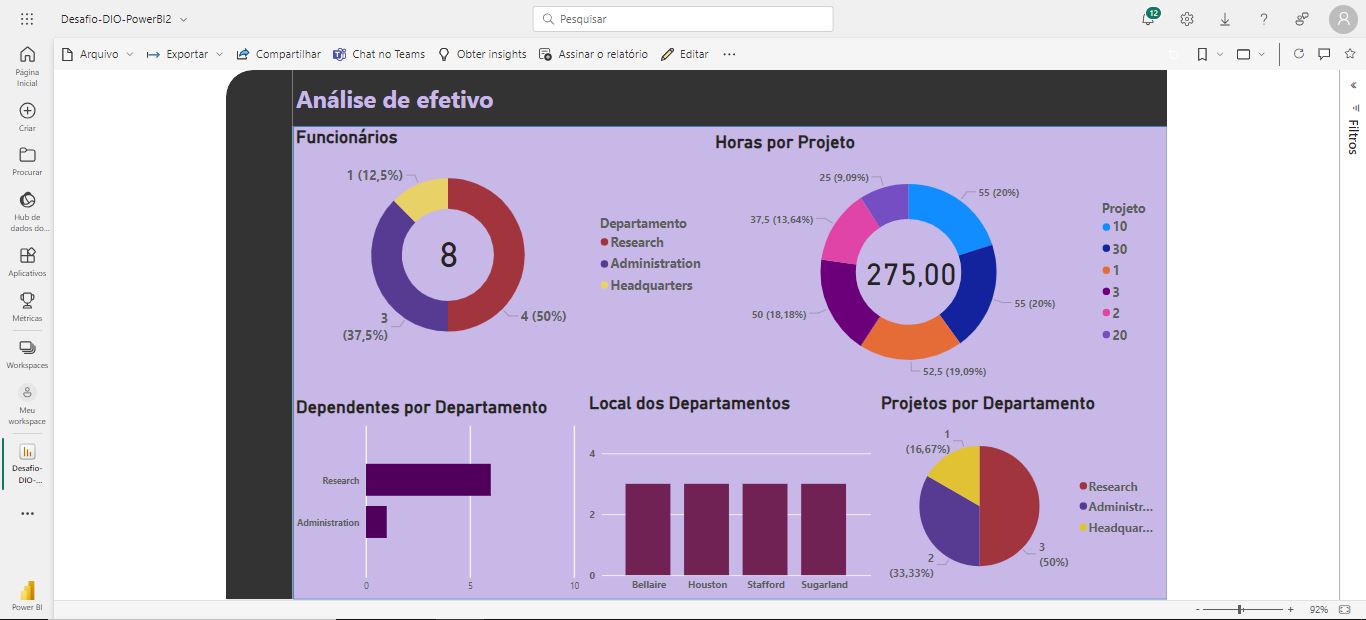 Desafio-DIO-PowerBI2
Pesquisar
12
Arquivo
Exportar
Compartilhar
Chat no Teams
Obter insights
Assinar o relatório
Editar
Página
Inicial
Criar
Procurar
Hub de
dados do...
Aplicativos
Métricas
Workspaces
Meu
workspace
Desafio-
DIO-...
Power BI
Filtros
Análise de efetivo
Funcionários
1 (12,5%)
8
3
(37,5%)
4 (50%)
Departamento
Research
Administration
Headquarters
Horas por Projeto
25 (9,09%)
55 (20%)
37,5 (13,64%)
275,00
50 (18,18%)
55 (20%)
52,5 (19,09%)
Projeto
10
30
1
3
2
20
Dependentes por Departamento
Research
Administration
0 5 10
Local dos Departamentos
4
2
0
Bellaire Houston Stafford Sugarland
Projetos por Departamento
1
(16,67%)
2
(33,33%)
3
(50%)
Research
Administr...
Headquar...
- + 92%